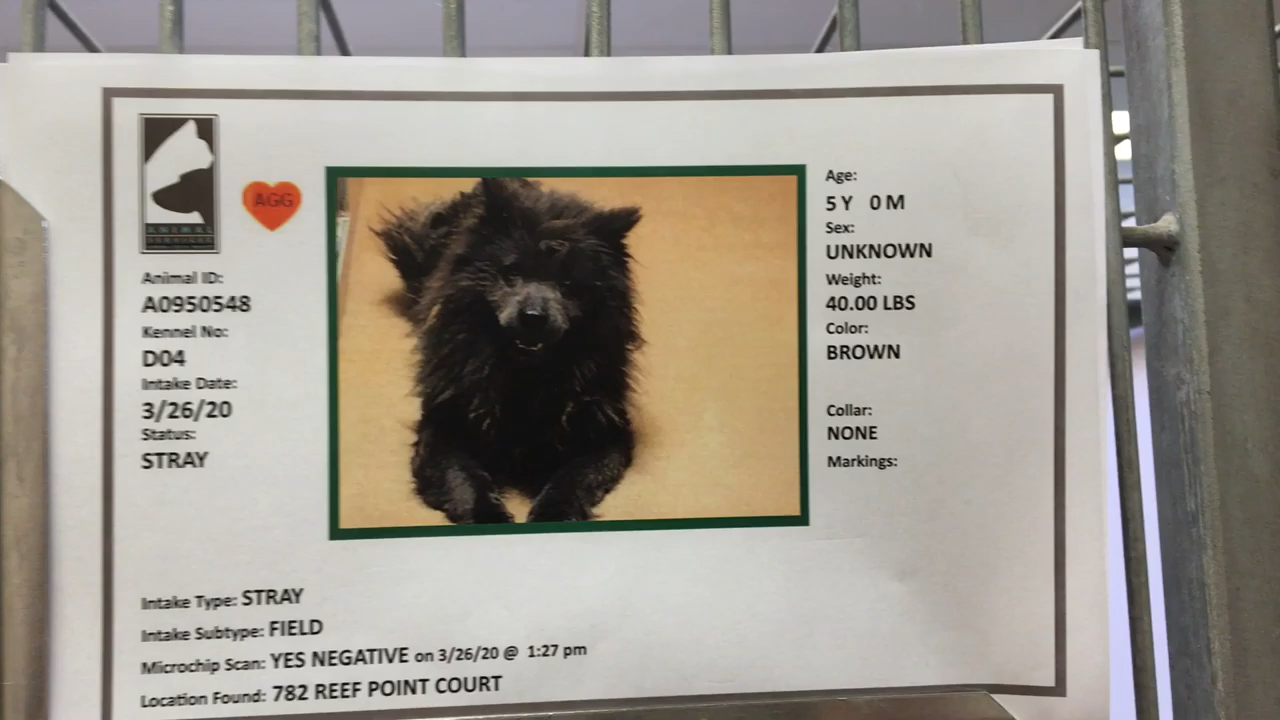 ANIMAL
SERVICES
AGG
Animal ID:
A0950548
Kennel No:
D04
Intake Date:
3/26/20
Status:
STRAY
Age:
5 Y 0 M
Sex:
UNKNOWN
Weight:
40.00 LBS
Color:
BROWN
Collar:
NONE
Markings:
Intake Type: STRAY
Intake Subtype: FIELD
Microchip Scan: YES NEGATIVE on 3/26/20 @ 1:27 pm
Location Found: 782 REEF POINT COURT